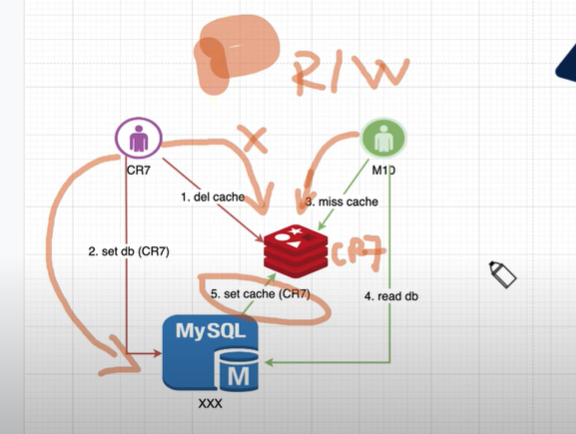 R/W
CR7
M10
1. del cache
3. miss cache
2. set db (CR7)
CR7
5. set cache (CR7)
4. read db
MySQL
M
XXX